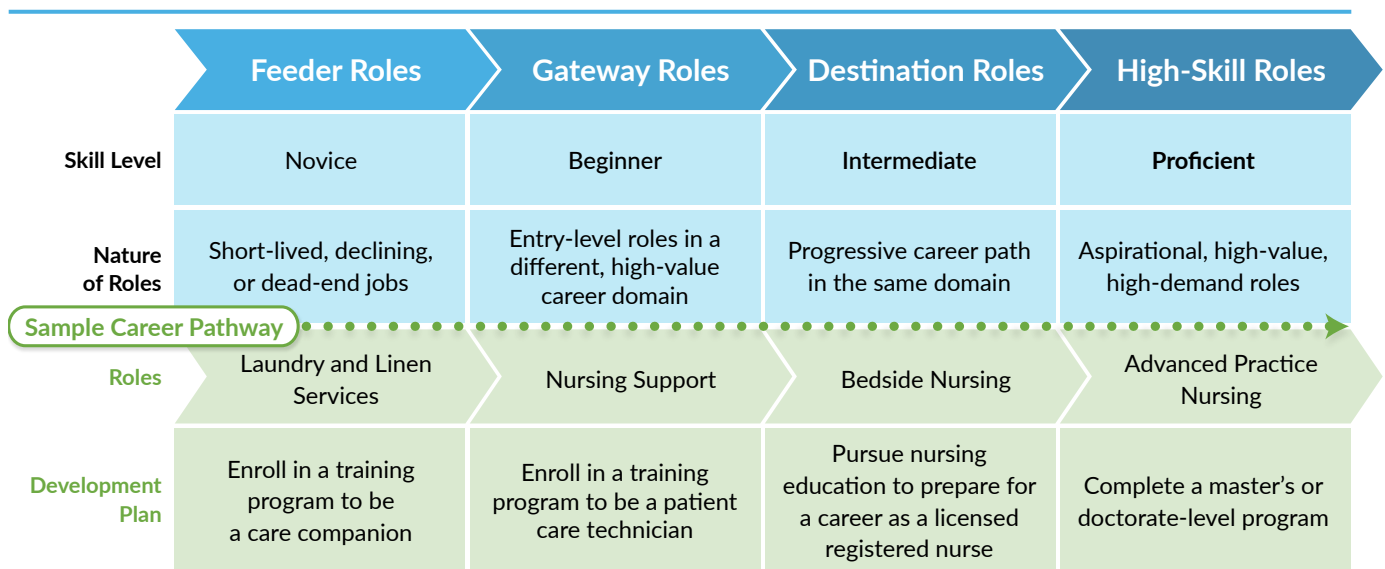 Feeder Roles
Gateway Roles
Destination Roles
High-Skill Roles
Skill Level
Novice
Beginner
Intermediate
Proficient
Nature
of Roles
Short-lived, declining,
or dead-end jobs
Entry-level roles in a
different, high-value
career domain
Progressive career path
in the same domain
Aspirational, high-value,
high-demand roles
Sample Career Pathway
Roles
Laundry and Linen
Services
Nursing Support
Bedside Nursing
Advanced Practice
Nursing
Development
Plan
Enroll in a training
program to be
a care companion
Enroll in a training
program to be a patient
care technician
Pursue nursing
education to prepare for
a career as a licensed
registered nurse
Complete a master’s or
doctorate-level program